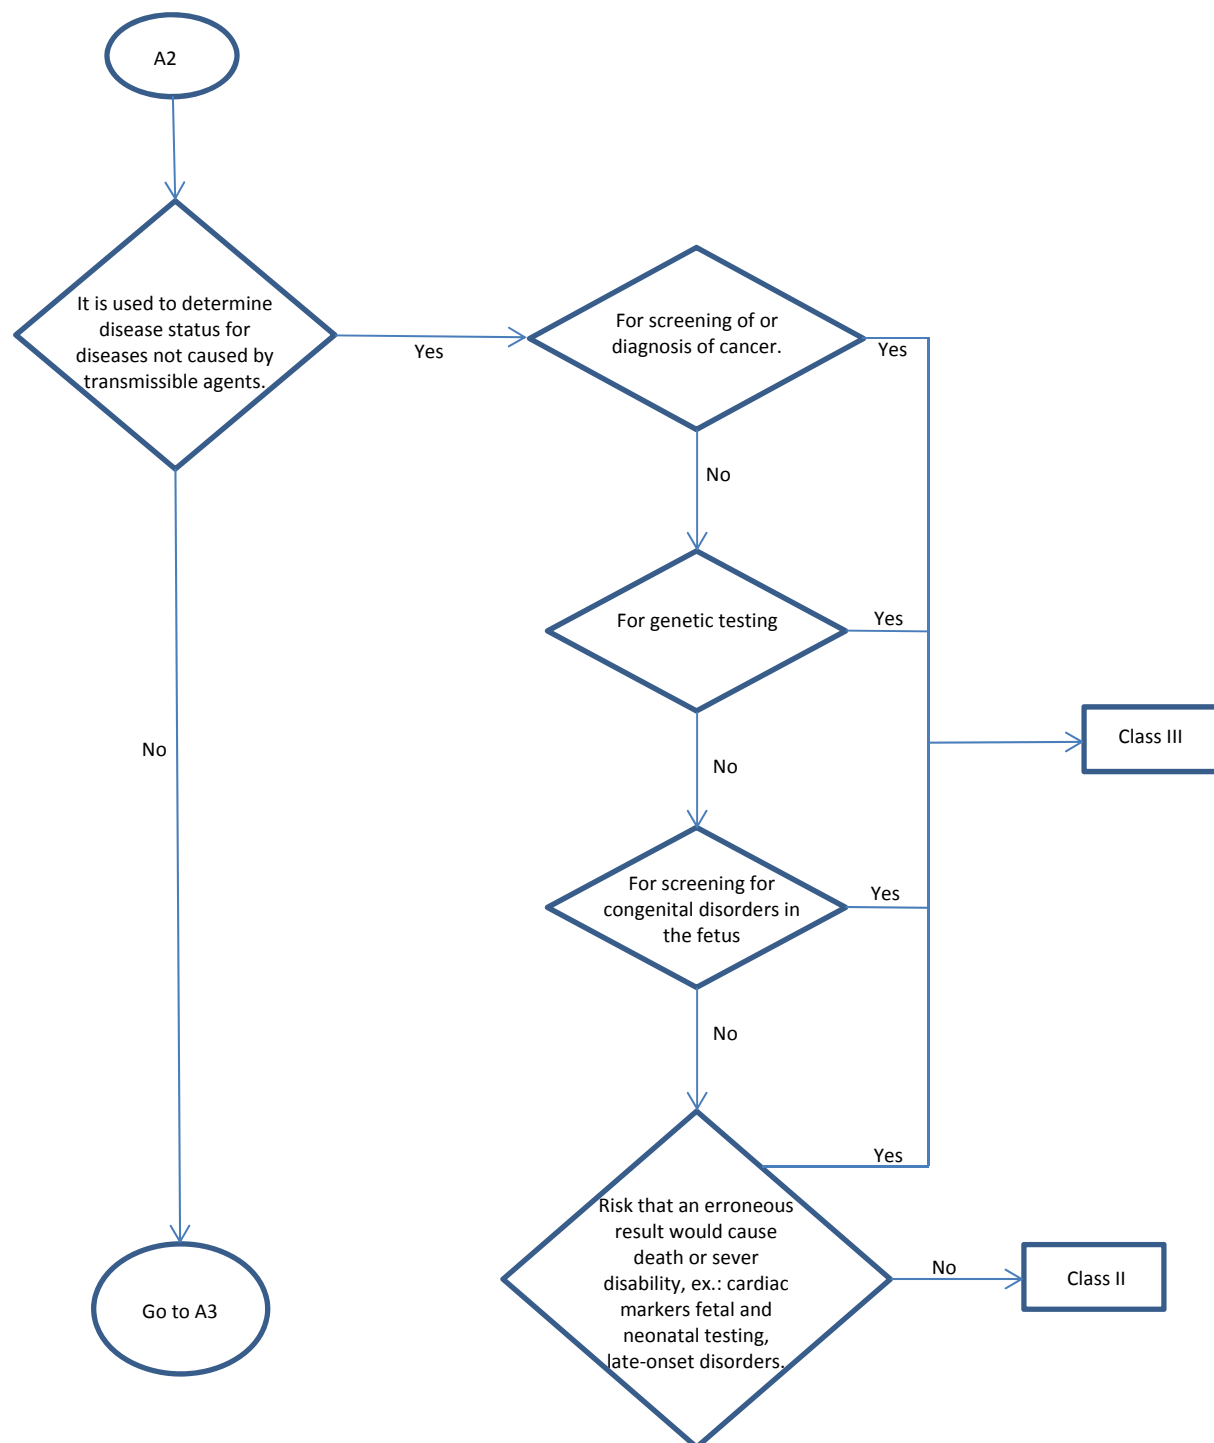 A2
It is used to determine
disease status for
diseases not caused by
transmissible agents.
Yes
For screening of or
diagnosis of cancer.
Yes
No
For genetic testing
Yes
No
Class III
No
For screening for
congenital disorders in
the fetus
Yes
No
Yes
Risk that an erroneous
result would cause
death or sever
disability, ex.: cardiac
markers fetal and
neonatal testing,
late-onset disorders.
No
Class II
Go to A3